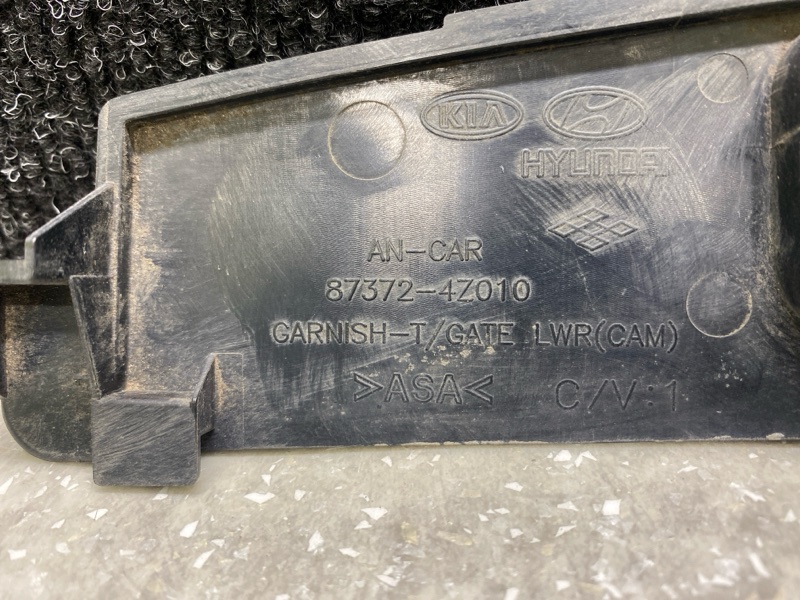 KIA
HYUNDAI
AN-CAR
87372-4Z010
GARNISH-T/GATE LWR(CAM)
>ASA<
C/V:1